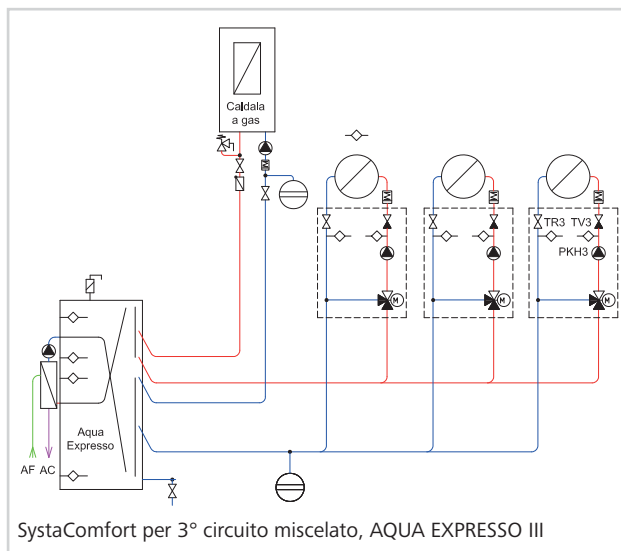 Caldala
a gas
TR3 TV3
PKH3
M
M
M
Aqua
Expresso
AF AC
SystaComfort per 3° circuito miscelato, AQUA EXPRESSO III